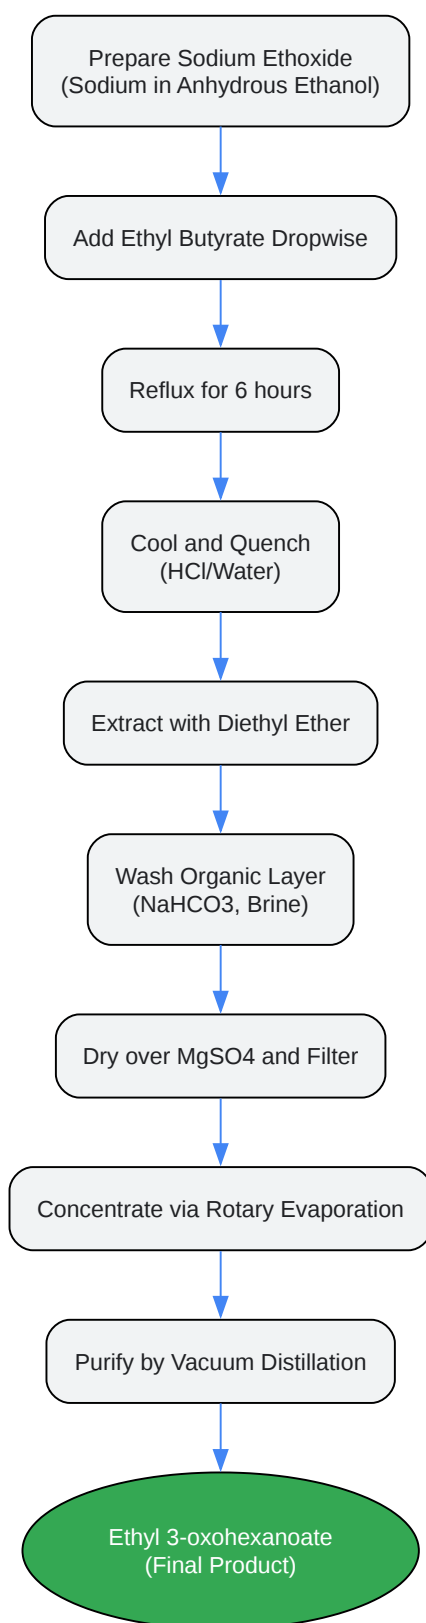 Prepare Sodium Ethoxide
(Sodium in Anhydrous Ethanol)
Add Ethyl Butyrate Dropwise
Reflux for 6 hours
Cool and Quench
(HCl/Water)
Extract with Diethyl Ether
Wash Organic Layer
(NaHCO3, Brine)
Dry over MgSO4 and Filter
Concentrate via Rotary Evaporation
Purify by Vacuum Distillation
Ethyl 3-oxohexanoate
(Final Product)